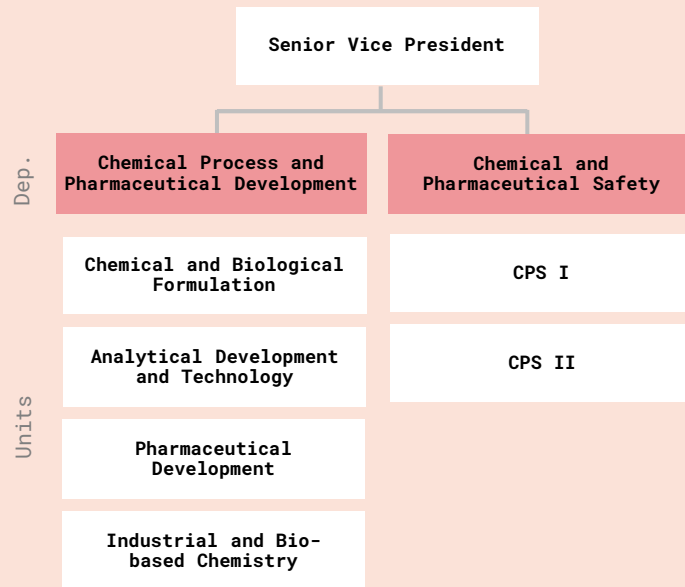 Senior Vice President
Dep.
Chemical Process and
Pharmaceutical Development
Chemical and
Pharmaceutical Safety
Units
Chemical and Biological
Formulation
CPS I
Analytical Development
and Technology
CPS II
Pharmaceutical
Development
Industrial and Bio-
based Chemistry